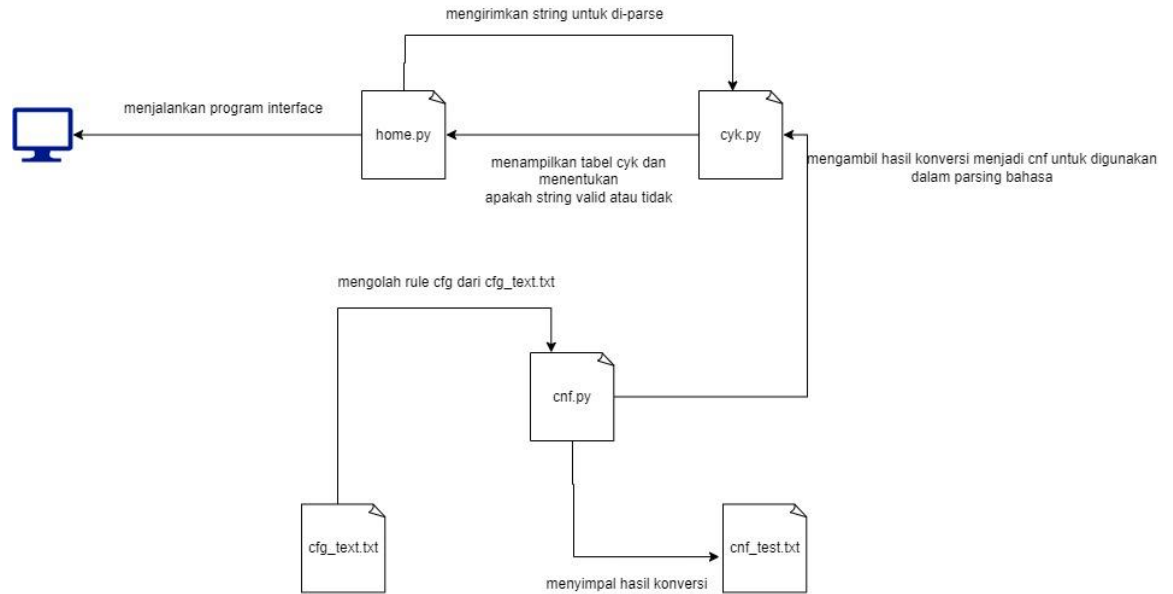 mengirimkan string untuk di-parse
menjalankan program interface
home.py
cyk.py
menampilkan tabel cyk dan
menentukan
apakah string valid atau tidak
mengambil hasil konversi menjadi cnf untuk digunakan
dalam parsing bahasa
mengolah rule cfg dari cfg_text.txt
cnf.py
cfg_text.txt
cnf_test.txt
menyimpal hasil konversi